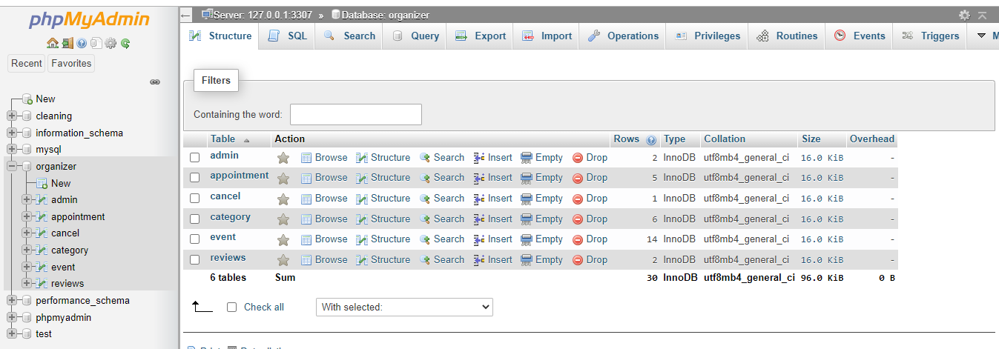 phpMyAdmin
Recent Favorites
New
cleaning
information_schema
mysql
organizer
New
admin
appointment
cancel
category
event
reviews
performance_schema
phpmyadmin
test
Server: 127.0.0.1:3307 » Database: organizer
Structure SQL Search Query Export Import Operations Privileges Routines Events Triggers M
Filters
Containing the word:
Table Action Rows Type Collation Size Overhead
admin Browse Structure Search Insert Empty Drop 2 InnoDB utf8mb4_general_ci 16.0 KiB -
appointment Browse Structure Search Insert Empty Drop 5 InnoDB utf8mb4_general_ci 16.0 KiB -
cancel Browse Structure Search Insert Empty Drop 1 InnoDB utf8mb4_general_ci 16.0 KiB -
category Browse Structure Search Insert Empty Drop 6 InnoDB utf8mb4_general_ci 16.0 KiB -
event Browse Structure Search Insert Empty Drop 14 InnoDB utf8mb4_general_ci 16.0 KiB -
reviews Browse Structure Search Insert Empty Drop 2 InnoDB utf8mb4_general_ci 16.0 KiB -
6 tables Sum 30 InnoDB utf8mb4_general_ci 96.0 KiB 0 B
Check all With selected: